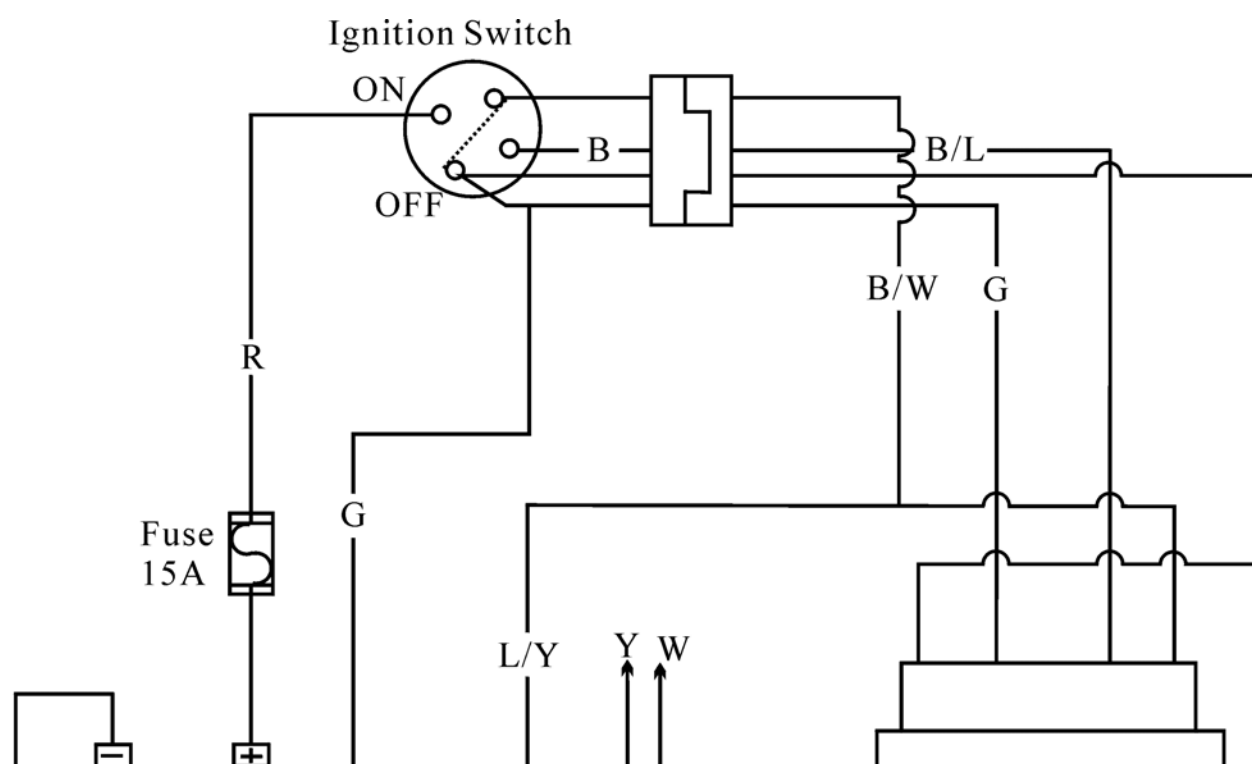 Ignition Switch
ON
B
B/L
OFF
B/W
G
R
G
Fuse
15A
L/Y
Y
W
−
+